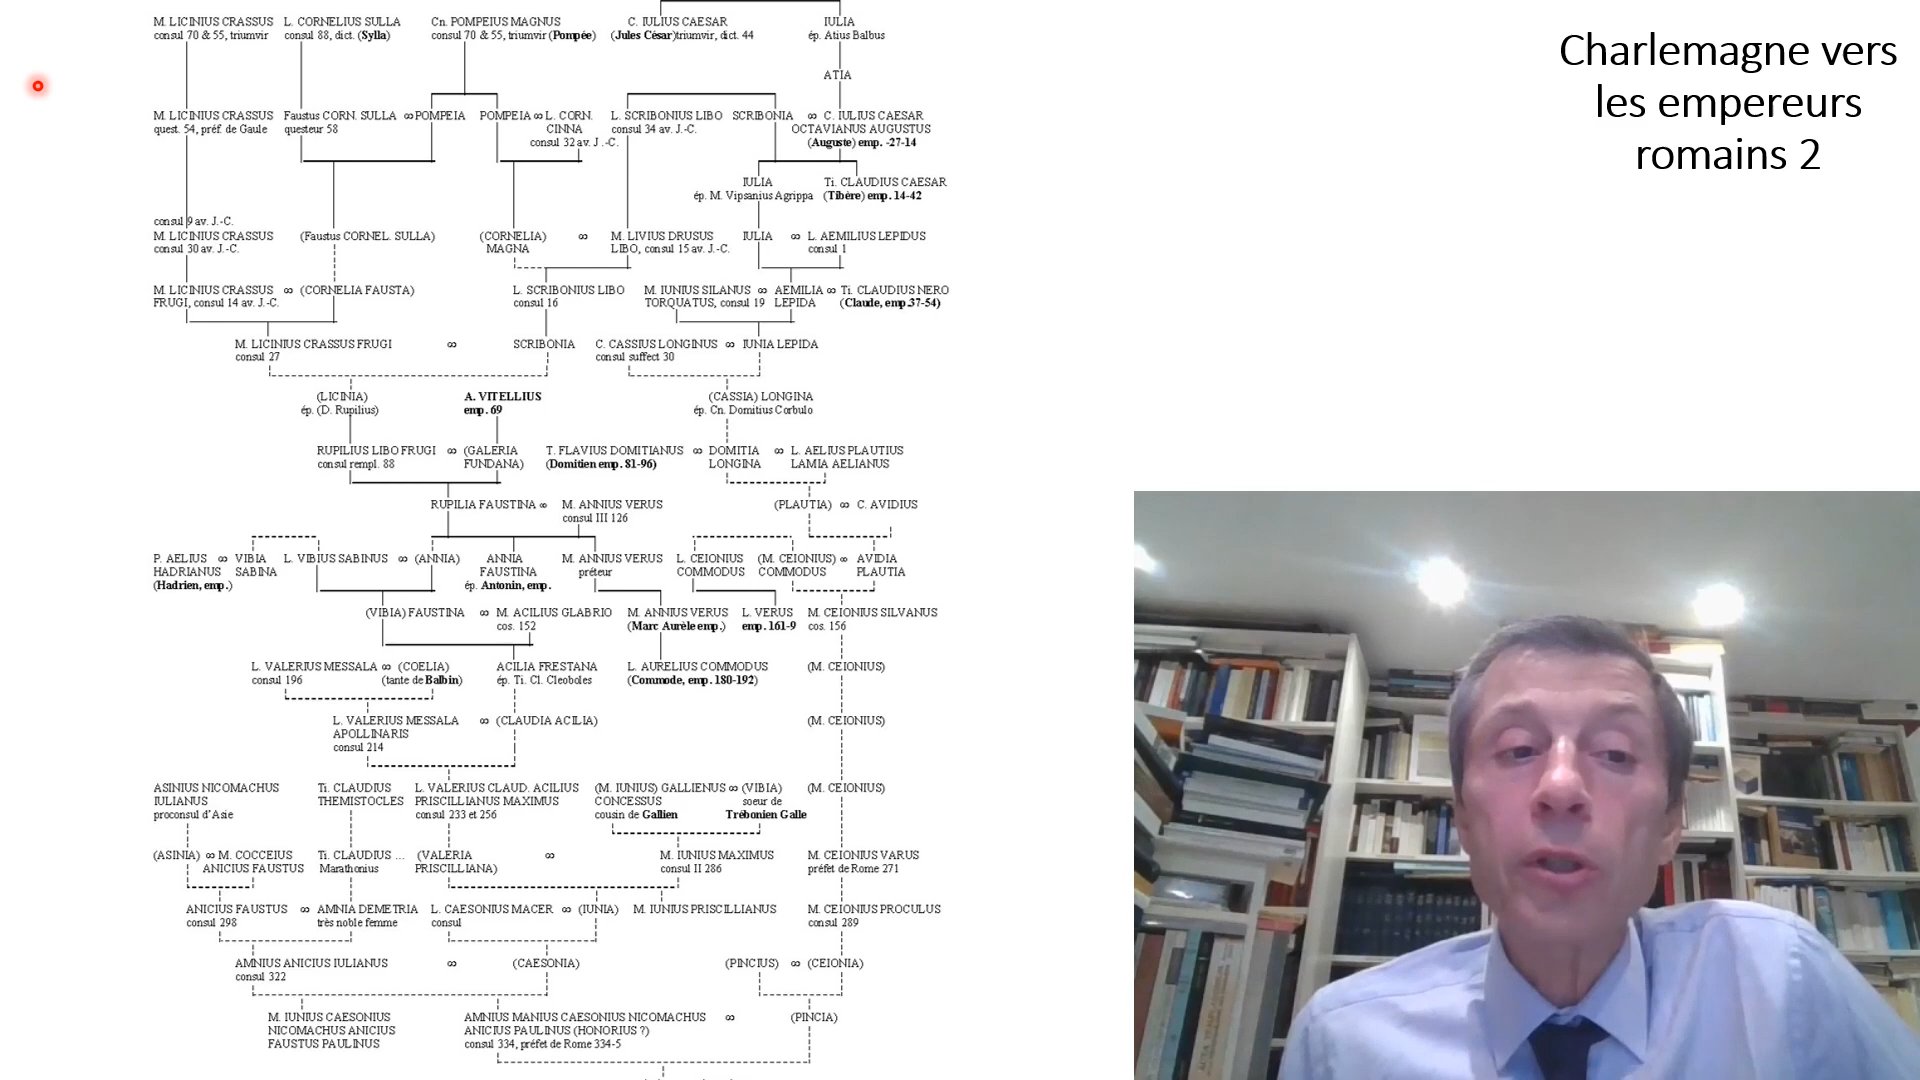 Charlemagne vers
les empereurs
romains 2
M. LICINIUS CRASSUS
consul 70 & 55, triumvir
L. CORNELIUS SULLA
consul 88, dict. (Sylla)
Cn. POMPEIUS MAGNUS
consul 70 & 55, triumvir (Pompée)
C. IULIUS CAESAR
(Jules César)triumvir, dict. 44
IULIA
ép. Atius Balbus
ATIA
M. LICINIUS CRASSUS
quest. 54, préf. de Gaule
Faustus CORN. SULLA ∞ POMPEIA
questeur 58
POMPEIA ∞ L. CORN.
CINNA
consul 32 av. J.-C.
L. SCRIBONIUS LIBO
consul 34 av. J.-C.
SCRIBONIA ∞ C. IULIUS CAESAR
OCTAVIANUS AUGUSTUS
(Auguste) emp. -27-14
IULIA
ép. M. Vipsanius Agrippa
Ti. CLAUDIUS CAESAR
(Tibère) emp. 14-42
consul 9 av. J.-C.
M. LICINIUS CRASSUS
consul 30 av. J.-C.
(Faustus CORNEL. SULLA)
(CORNELIA) ∞
MAGNA
M. LIVIUS DRUSUS
LIBO, consul 15 av. J.-C.
IULIA ∞ L. AEMILIUS LEPIDUS
consul 1
M. LICINIUS CRASSUS ∞ (CORNELIA FAUSTA)
FRUGI, consul 14 av. J.-C.
L. SCRIBONIUS LIBO
consul 16
M. IUNIUS SILANUS ∞ AEMILIA ∞ Ti. CLAUDIUS NERO
TORQUATUS, consul 19 LEPIDA (Claude, emp.37-54)
M. LICINIUS CRASSUS FRUGI ∞ SCRIBONIA
consul 27
C. CASSIUS LONGINUS ∞ IUNIA LEPIDA
consul suffect 30
(LICINIA)
ép. (D. Rupilius)
A. VITELLIUS
emp. 69
(CASSIA) LONGINA
ép. Cn. Domitius Corbulo
RUPILIUS LIBO FRUGI ∞ (GALERIA
consul rempl. 88 FUNDANA)
T. FLAVIUS DOMITIANUS ∞ DOMITIA ∞ L. AELIUS PLAUTIUS
(Domitien emp. 81-96) LONGINA LAMIA AELIANUS
RUPILIA FAUSTINA ∞ M. ANNIUS VERUS
consul III 126
(PLAUTIA) ∞ C. AVIDIUS
P. AELIUS ∞ VIBIA
HADRIANUS SABINA
(Hadrien, emp.)
L. VIBIUS SABINUS ∞ (ANNIA)
ANNIA
FAUSTINA
ép. Antonin, emp.
M. ANNIUS VERUS
préteur
L. CEIONIUS
COMMODUS
(M. CEIONIUS) ∞ AVIDIA
COMMODUS PLAUTIA
(VIBIA) FAUSTINA ∞ M. ACILIUS GLABRIO
cos. 152
M. ANNIUS VERUS
(Marc Aurèle emp.)
L. VERUS
emp. 161-9
M. CEIONIUS SILVANUS
cos. 156
L. VALERIUS MESSALA ∞ (COELIA)
consul 196 (tante de Balbin)
ACILIA FRESTANA
ép. Ti. Cl. Cleoboles
L. AURELIUS COMMODUS
(Commode, emp. 180-192)
(M. CEIONIUS)
L. VALERIUS MESSALA ∞ (CLAUDIA ACILIA)
APOLLINARIS
consul 214
(M. CEIONIUS)
ASINIUS NICOMACHUS
IULIANUS
proconsul d'Asie
Ti. CLAUDIUS
THEMISTOCLES
L. VALERIUS CLAUD. ACILIUS
PRISCILLIANUS MAXIMUS
consul 233 et 256
(M. IUNIUS) GALLIENUS ∞ (VIBIA)
CONCESSUS soeur de
cousin de Gallien Trébonien Galle
(M. CEIONIUS)
(ASINIA) ∞ M. COCCEIUS
ANICIUS FAUSTUS
Ti. CLAUDIUS ...
Marathonius
(VALERIA ∞
PRISCILLIANA)
M. IUNIUS MAXIMUS
consul II 286
M. CEIONIUS VARUS
préfet de Rome 271
ANICIUS FAUSTUS ∞ AMNIA DEMETRIA
consul 298 très noble femme
L. CAESONIUS MACER ∞ (IUNIA)
consul
M. IUNIUS PRISCILLIANUS
M. CEIONIUS PROCULUS
consul 289
AMNIUS ANICIUS IULIANUS ∞ (CAESONIA)
consul 322
(PINCIUS) ∞ (CEIONIA)
M. IUNIUS CAESONIUS
NICOMACHUS ANICIUS
FAUSTUS PAULINUS
AMNIUS MANIUS CAESONIUS NICOMACHUS ∞ (PINCIA)
ANICIUS PAULINUS (HONORIUS ?)
consul 334, préfet de Rome 334-5